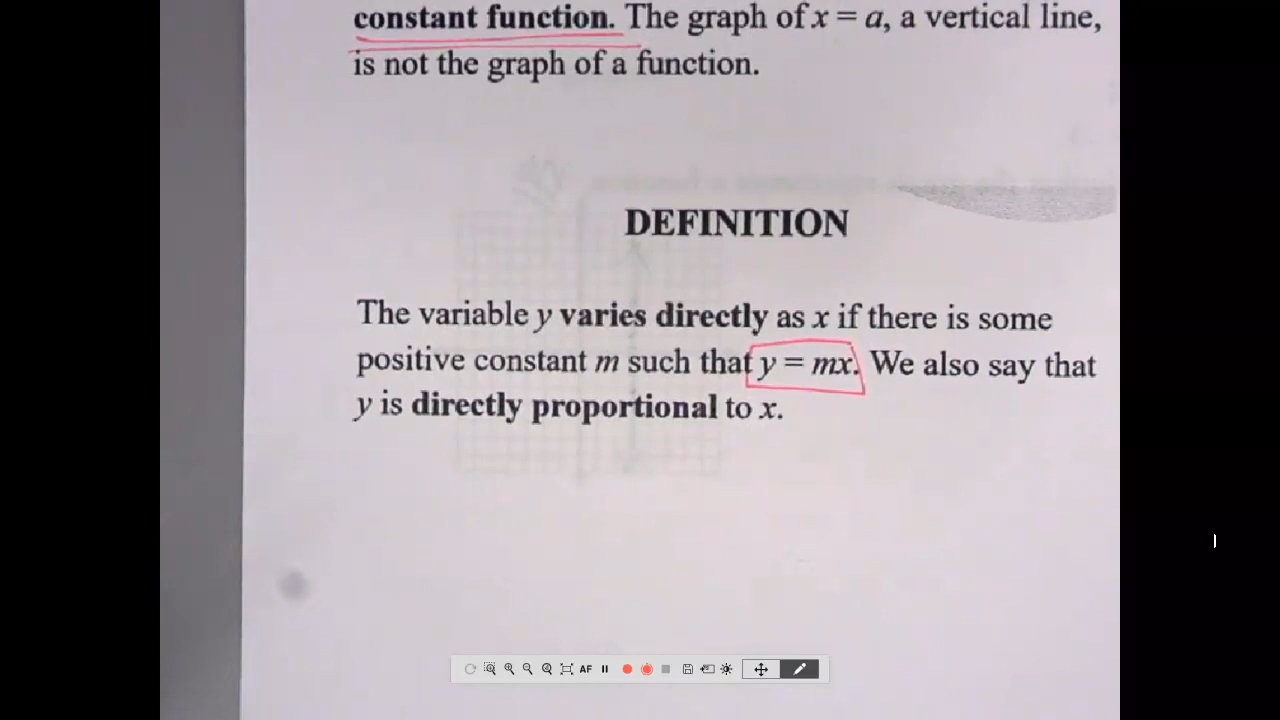 constant function. The graph of x = a, a vertical line,
is not the graph of a function.
DEFINITION
The variable y varies directly as x if there is some
positive constant m such that y = mx. We also say that
y is directly proportional to x.
AF